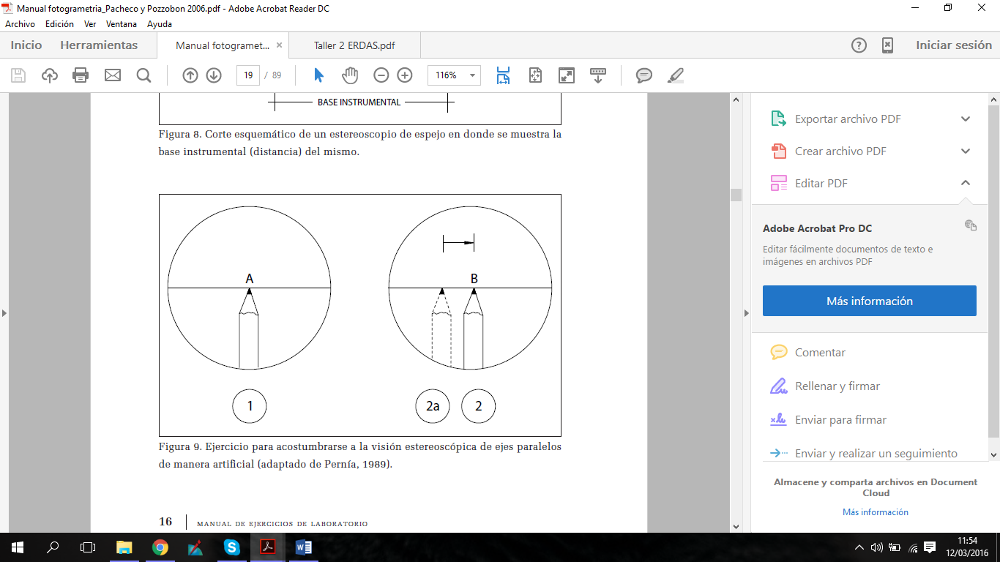 Manual fotogrametria_Pacheco y Pozzobon 2006.pdf - Adobe Acrobat Reader DC
Archivo Edición Ver Ventana Ayuda
Inicio Herramientas Manual fotogramet... × Taller 2 ERDAS.pdf Iniciar sesión
19 / 89 116%
BASE INSTRUMENTAL
Figura 8. Corte esquemático de un estereoscopio de espejo en donde se muestra la
base instrumental (distancia) del mismo.
A B
1 2a 2
Figura 9. Ejercicio para acostumbrarse a la visión estereoscópica de ejes paralelos
de manera artificial (adaptado de Pernía, 1989).
16 MANUAL DE EJERCICIOS DE LABORATORIO
Exportar archivo PDF
Crear archivo PDF
Editar PDF
Adobe Acrobat Pro DC
Editar fácilmente documentos de texto e
imágenes en archivos PDF
Más información
Comentar
Rellenar y firmar
Enviar para firmar
Enviar y realizar un seguimiento
Almacene y comparta archivos en Document
Cloud
Más información
11:54
12/03/2016